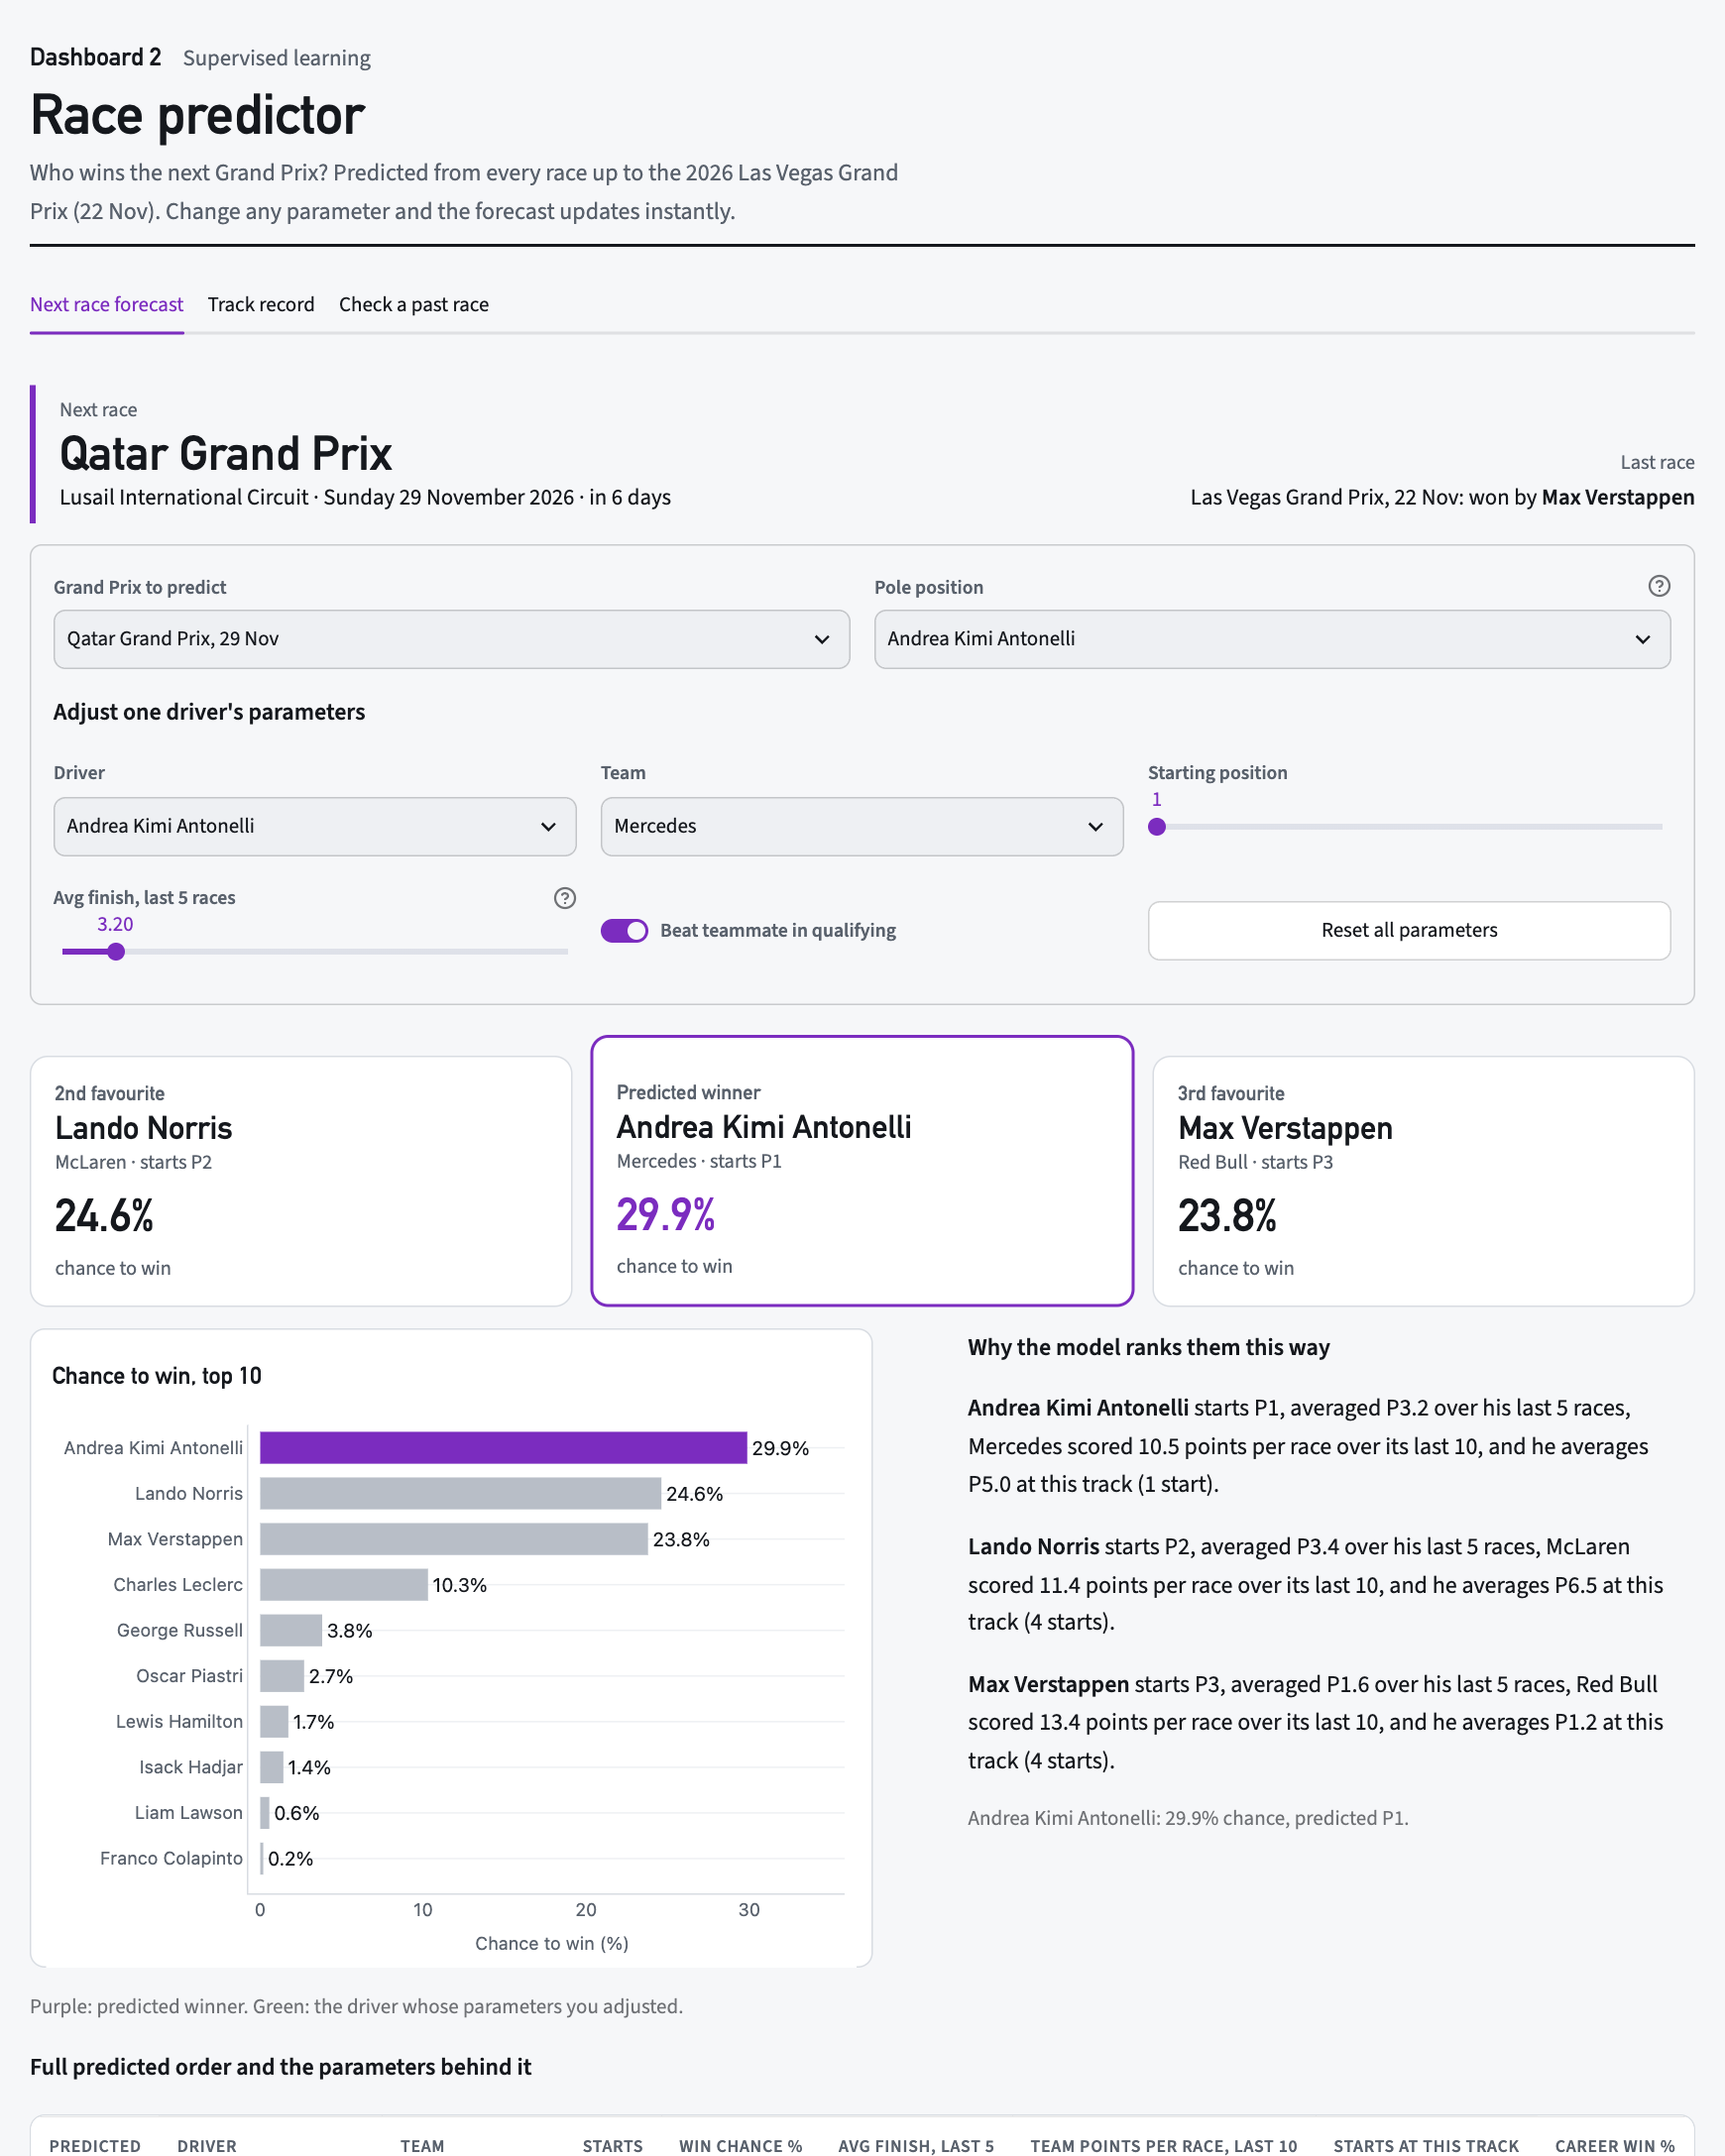 Dashboard 2 Supervised learning
Race predictor
Who wins the next Grand Prix? Predicted from every race up to the 2026 Las Vegas Grand
Prix (22 Nov). Change any parameter and the forecast updates instantly.
Next race forecast Track record Check a past race
Next race
Qatar Grand Prix
Lusail International Circuit · Sunday 29 November 2026 · in 6 days
Last race
Las Vegas Grand Prix, 22 Nov: won by Max Verstappen
Grand Prix to predict
Qatar Grand Prix, 29 Nov
Pole position
?
Andrea Kimi Antonelli
Adjust one driver's parameters
Driver
Andrea Kimi Antonelli
Team
Mercedes
Starting position
1
Avg finish, last 5 races
?
3.20
Beat teammate in qualifying
Reset all parameters
2nd favourite
Lando Norris
McLaren · starts P2
24.6%
chance to win
Predicted winner
Andrea Kimi Antonelli
Mercedes · starts P1
29.9%
chance to win
3rd favourite
Max Verstappen
Red Bull · starts P3
23.8%
chance to win
Chance to win, top 10
Andrea Kimi Antonelli 29.9%
Lando Norris 24.6%
Max Verstappen 23.8%
Charles Leclerc 10.3%
George Russell 3.8%
Oscar Piastri 2.7%
Lewis Hamilton 1.7%
Isack Hadjar 1.4%
Liam Lawson 0.6%
Franco Colapinto 0.2%
0 10 20 30
Chance to win (%)
Why the model ranks them this way
Andrea Kimi Antonelli starts P1, averaged P3.2 over his last 5 races,
Mercedes scored 10.5 points per race over its last 10, and he averages
P5.0 at this track (1 start).
Lando Norris starts P2, averaged P3.4 over his last 5 races, McLaren
scored 11.4 points per race over its last 10, and he averages P6.5 at this
track (4 starts).
Max Verstappen starts P3, averaged P1.6 over his last 5 races, Red Bull
scored 13.4 points per race over its last 10, and he averages P1.2 at this
track (4 starts).
Andrea Kimi Antonelli: 29.9% chance, predicted P1.
Purple: predicted winner. Green: the driver whose parameters you adjusted.
Full predicted order and the parameters behind it
PREDICTED DRIVER TEAM STARTS WIN CHANCE % AVG FINISH, LAST 5 TEAM POINTS PER RACE, LAST 10 STARTS AT THIS TRACK CAREER WIN %